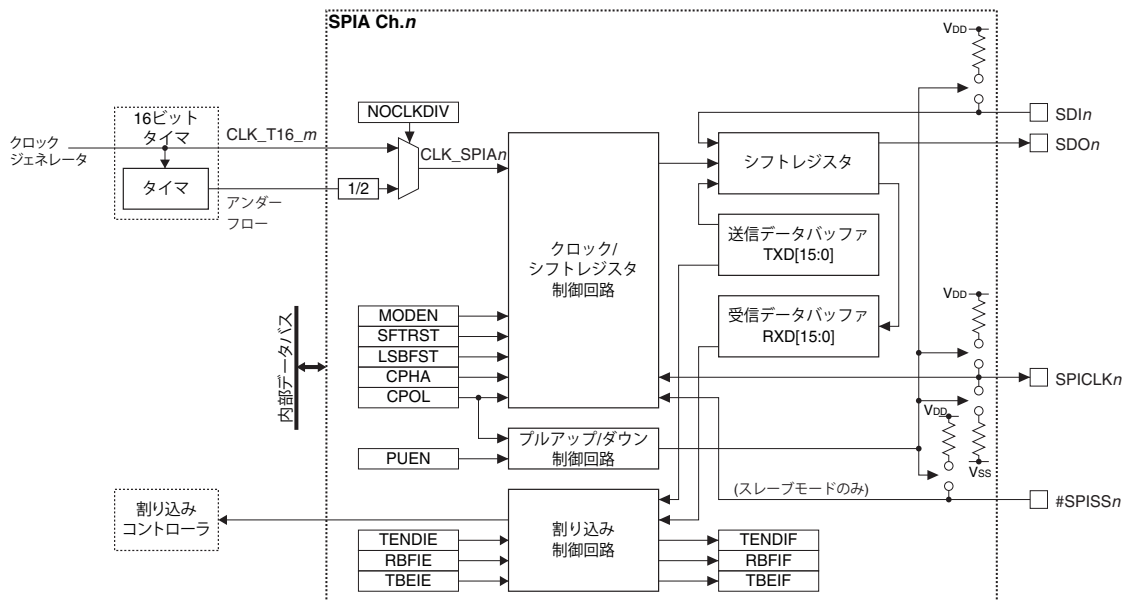 SPIA Ch.n
VDD
16ビット
タイマ
クロック
ジェネレータ
CLK_T16_m
タイマ
アンダー
フロー
1/2
NOCLKDIV
CLK_SPIAn
クロック/
シフトレジスタ
制御回路
シフトレジスタ
SDIn
SDOn
送信データバッファ
TXD[15:0]
受信データバッファ
RXD[15:0]
VDD
SPICLKn
VDD
VSS
内部データバス
MODEN
SFTRST
LSBFST
CPHA
CPOL
PUEN
プルアップ/ダウン
制御回路
(スレーブモードのみ)
#SPISSn
割り込み
コントローラ
割り込み
制御回路
TENDIE
RBFIE
TBEIE
TENDIF
RBFIF
TBEIF